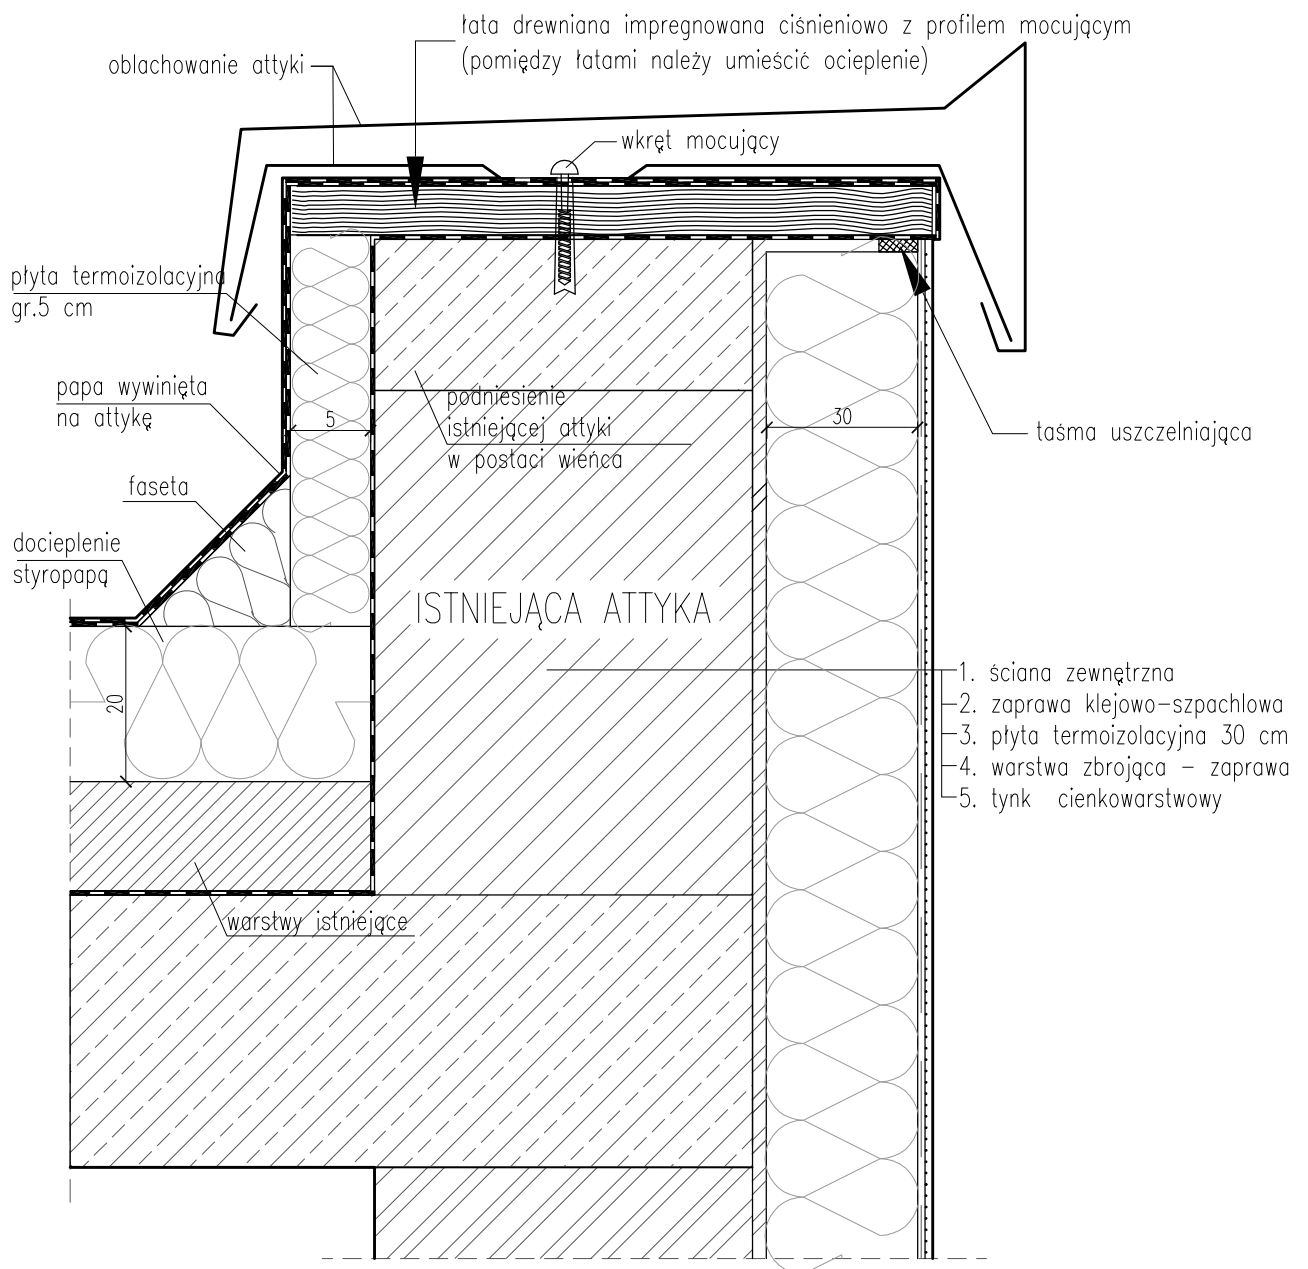 łata drewniana impregnowana ciśnieniowo z profilem mocującym
(pomiędzy łatami należy umieścić ocieplenie)
oblachowanie attyki
wkręt mocujący
płyta termoizolacyjna
gr.5 cm
papa wywinięta
na attykę
podniesienie
istniejącej attyki
w postaci wieńca
5
30
taśma uszczelniająca
faseta
docieplenie
styropapą
ISTNIEJĄCA ATTYKA
20
1. ściana zewnętrzna
2. zaprawa klejowo-szpachlowa
3. płyta termoizolacyjna 30 cm
4. warstwa zbrojąca – zaprawa
5. tynk cienkowarstwowy
warstwy istniejące